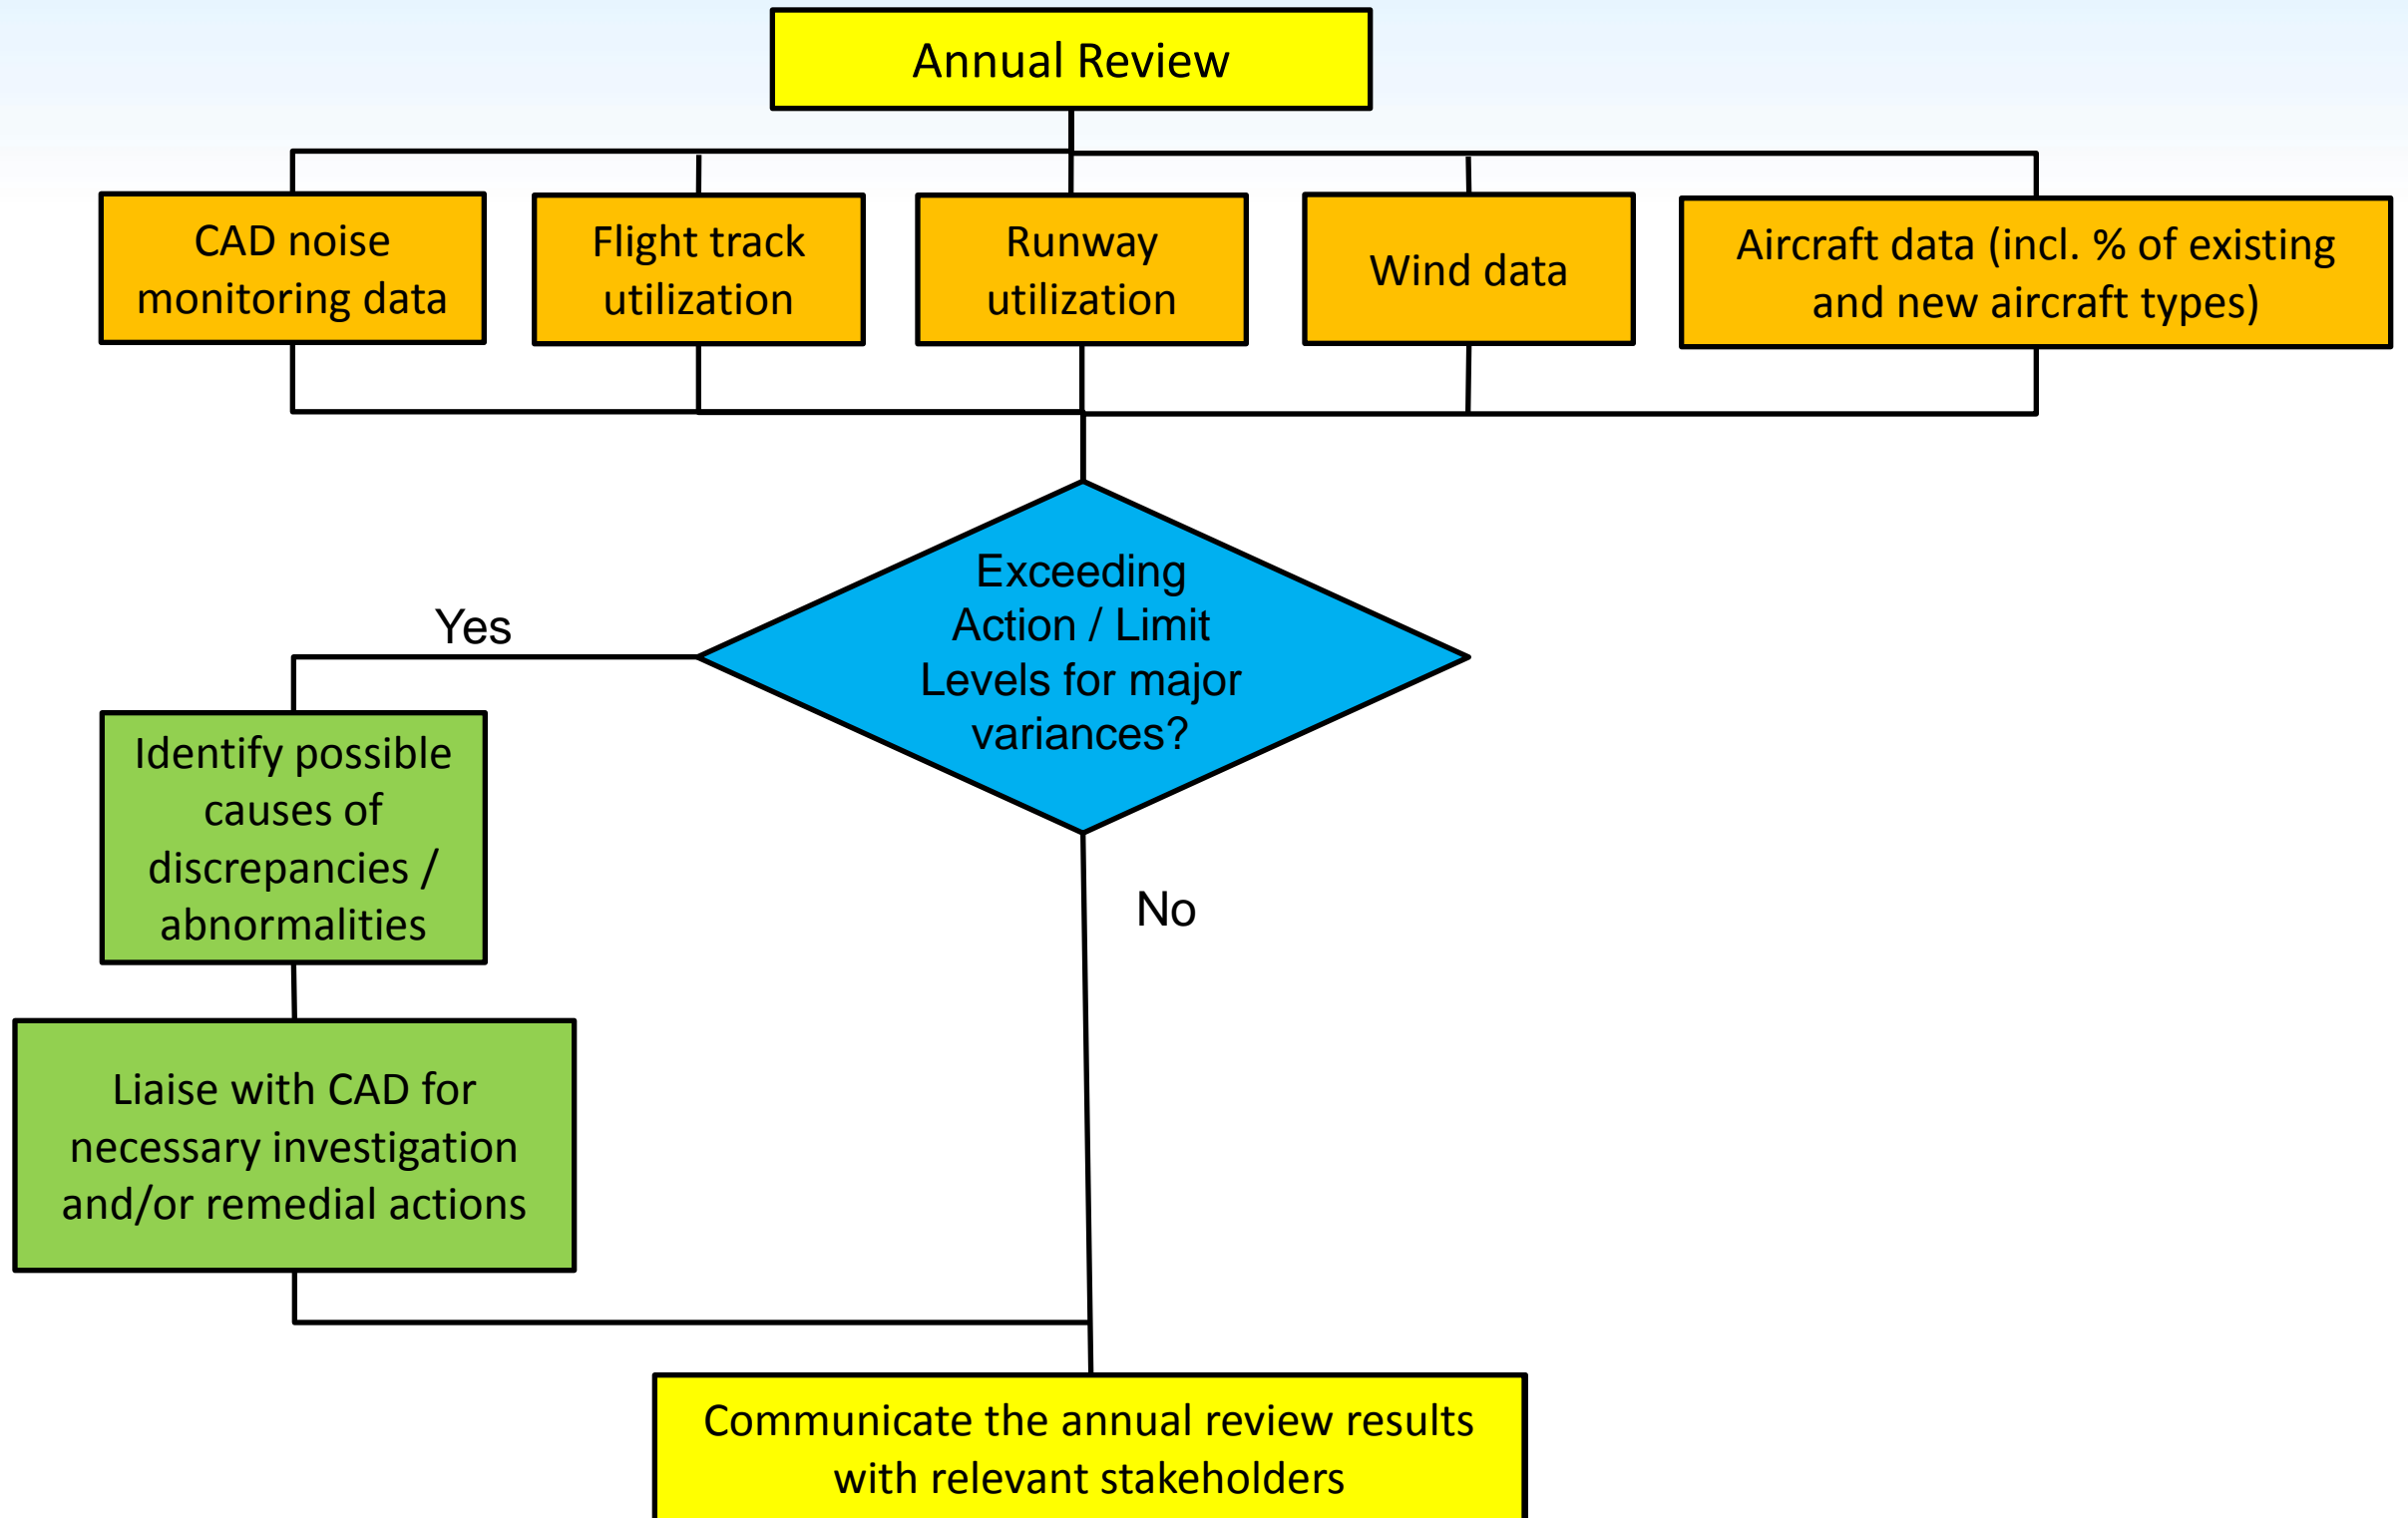 Annual Review
CAD noise
monitoring data
Flight track
utilization
Runway
utilization
Wind data
Aircraft data (incl. % of existing
and new aircraft types)
Exceeding
Action / Limit
Levels for major
variances?
Yes
No
Identify possible
causes of
discrepancies /
abnormalities
Liaise with CAD for
necessary investigation
and/or remedial actions
Communicate the annual review results
with relevant stakeholders